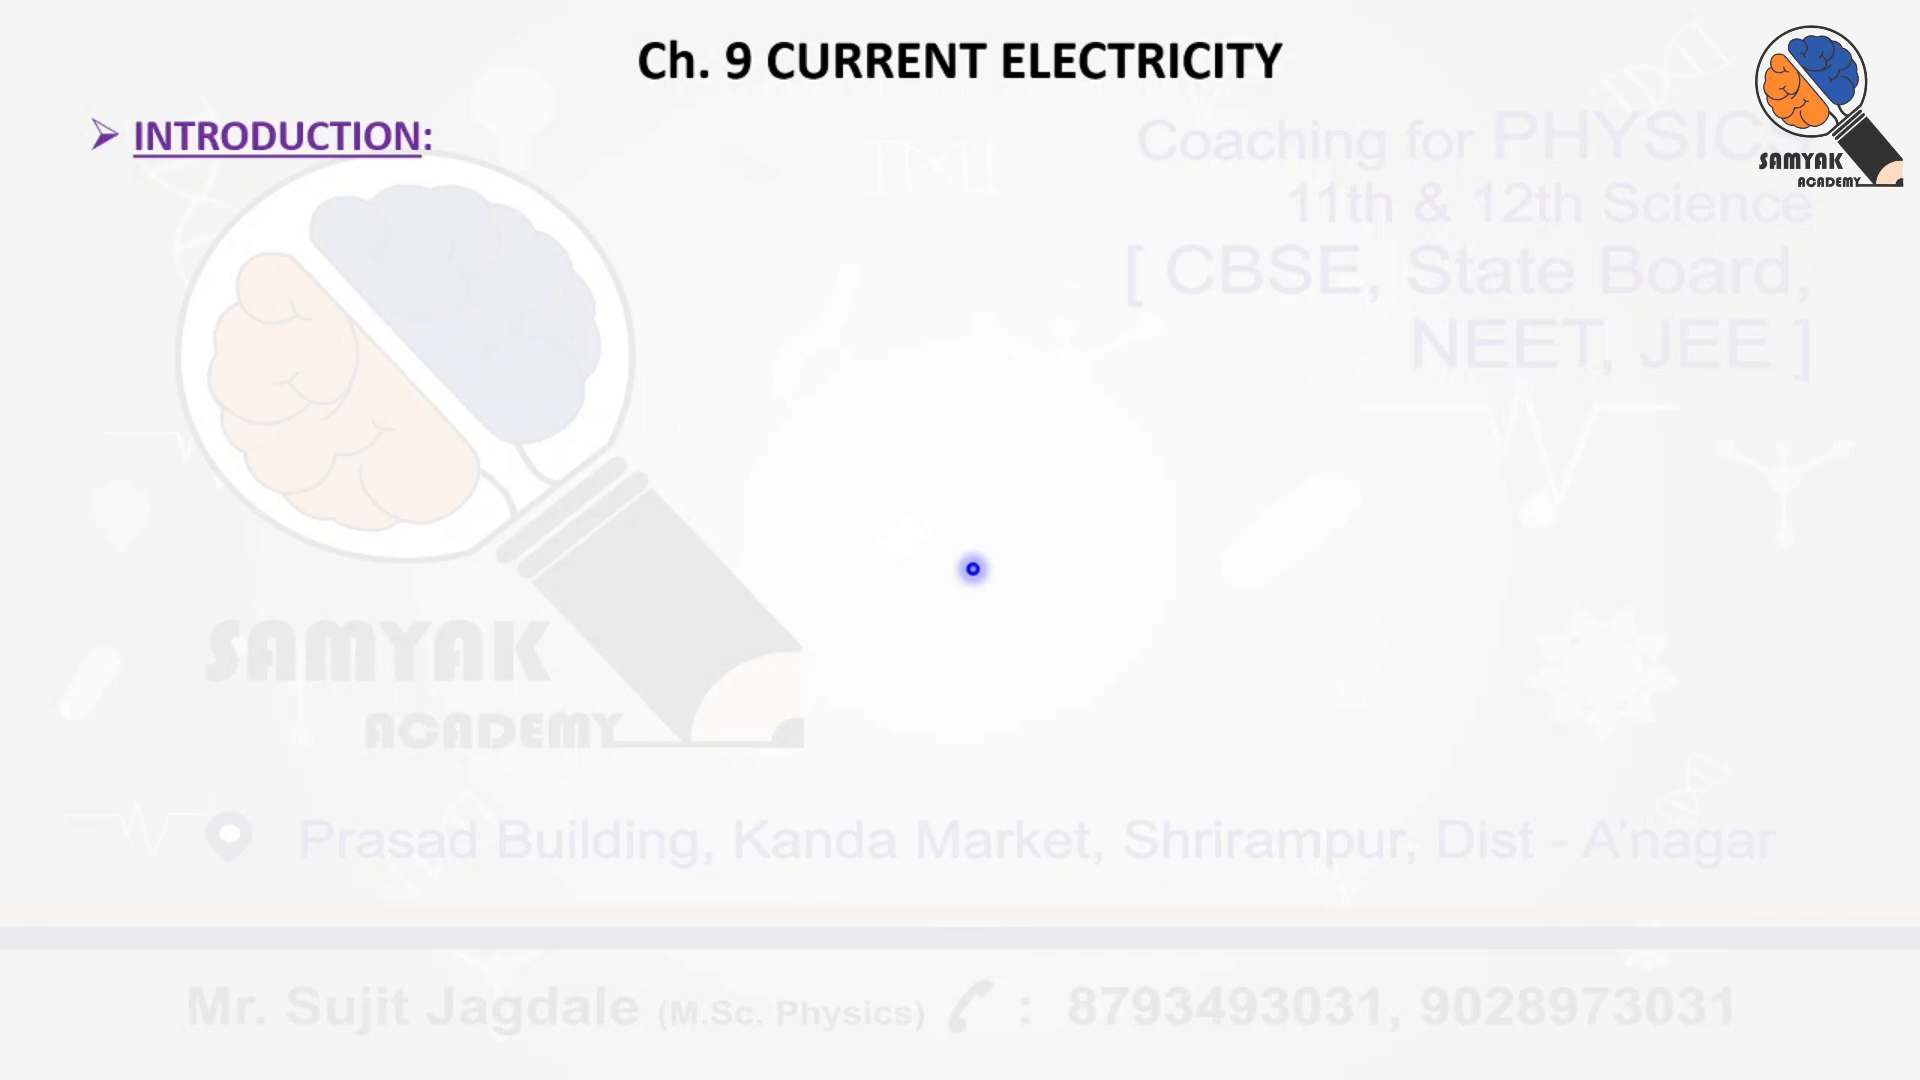 Ch. 9 CURRENT ELECTRICITY
➢ INTRODUCTION:
SAMYAK
ACADEMY
Coaching for PHYSICS
11th & 12th Science
[ CBSE, State Board,
NEET, JEE ]
SAMYAK
ACADEMY
Prasad Building, Kanda Market, Shrirampur, Dist - A'nagar
Mr. Sujit Jagdale (M.Sc. Physics) : 8793493031, 9028973031